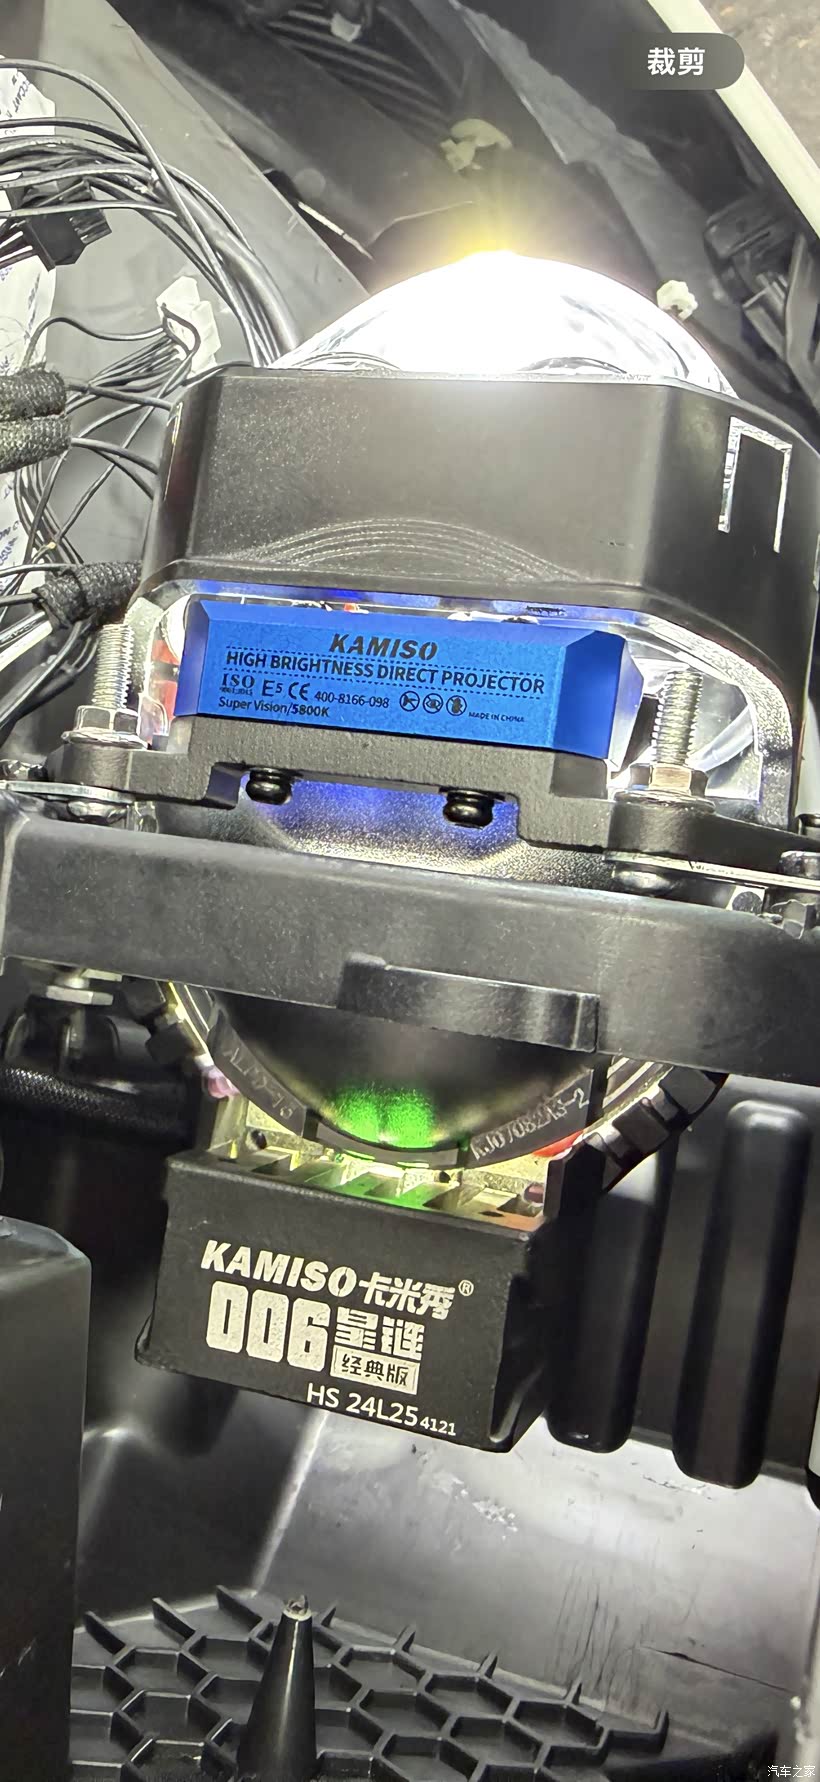 裁剪
KAMISO
HIGH BRIGHTNESS DIRECT PROJECTOR
ISO E5 CE 400-8166-098
Super Vision/5800K
MADE IN CHINA
KAMISO卡米秀®
006星链
经典版
HS 24L25 4121
汽车之家